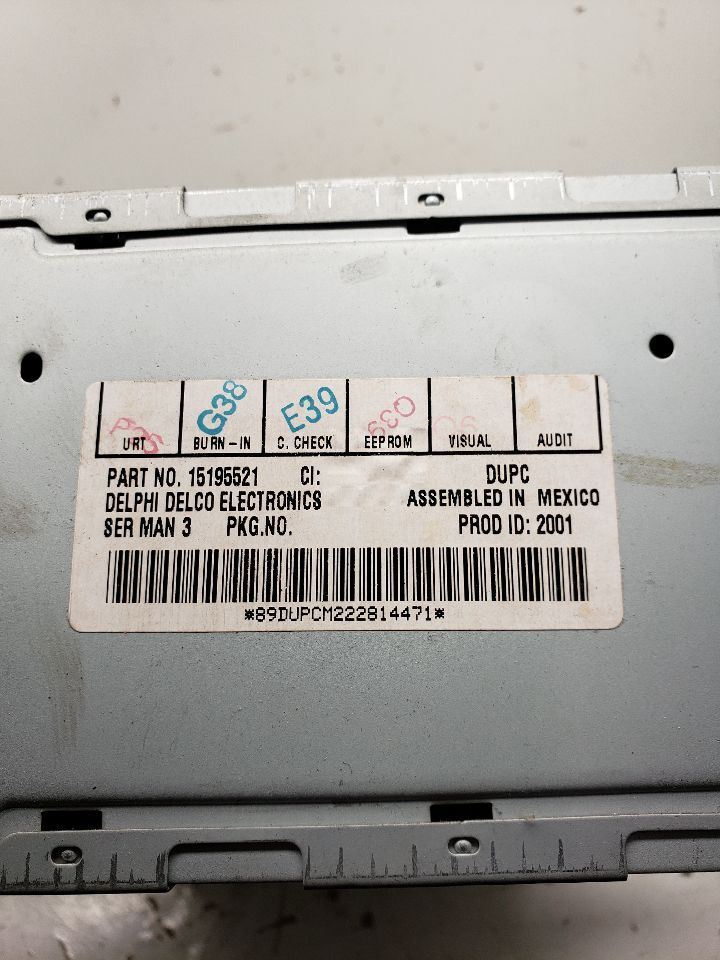 G38 E39 039
URT BURN-IN C. CHECK EEPROM VISUAL AUDIT
PART NO. 15195521 CI: DUPC
DELPHI DELCO ELECTRONICS ASSEMBLED IN MEXICO
SER MAN 3 PKG.NO. PROD ID: 2001
*89DUPCM222814471*